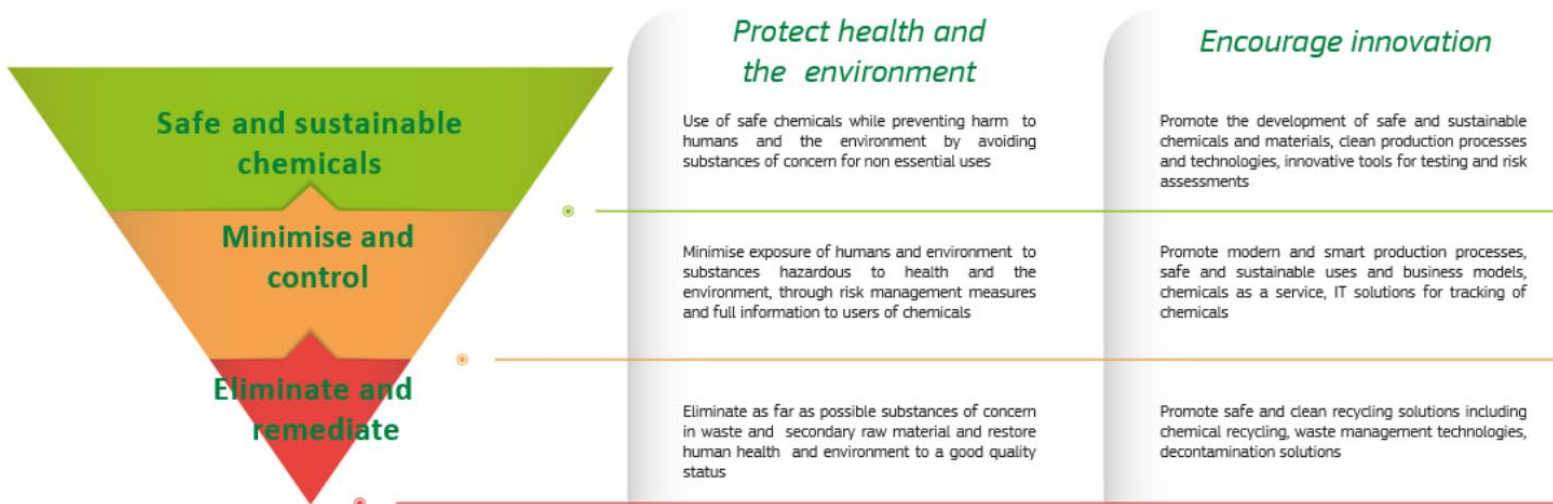 Safe and sustainable
chemicals
Minimise and
control
Eliminate and
remediate
Protect health and
the environment
Use of safe chemicals while preventing harm to
humans and the environment by avoiding
substances of concern for non essential uses
Minimise exposure of humans and environment to
substances hazardous to health and the
environment, through risk management measures
and full information to users of chemicals
Eliminate as far as possible substances of concern
in waste and secondary raw material and restore
human health and environment to a good quality
status
Encourage innovation
Promote the development of safe and sustainable
chemicals and materials, clean production processes
and technologies, innovative tools for testing and risk
assessments
Promote modern and smart production processes,
safe and sustainable uses and business models,
chemicals as a service, IT solutions for tracking of
chemicals
Promote safe and clean recycling solutions including
chemical recycling, waste management technologies,
decontamination solutions